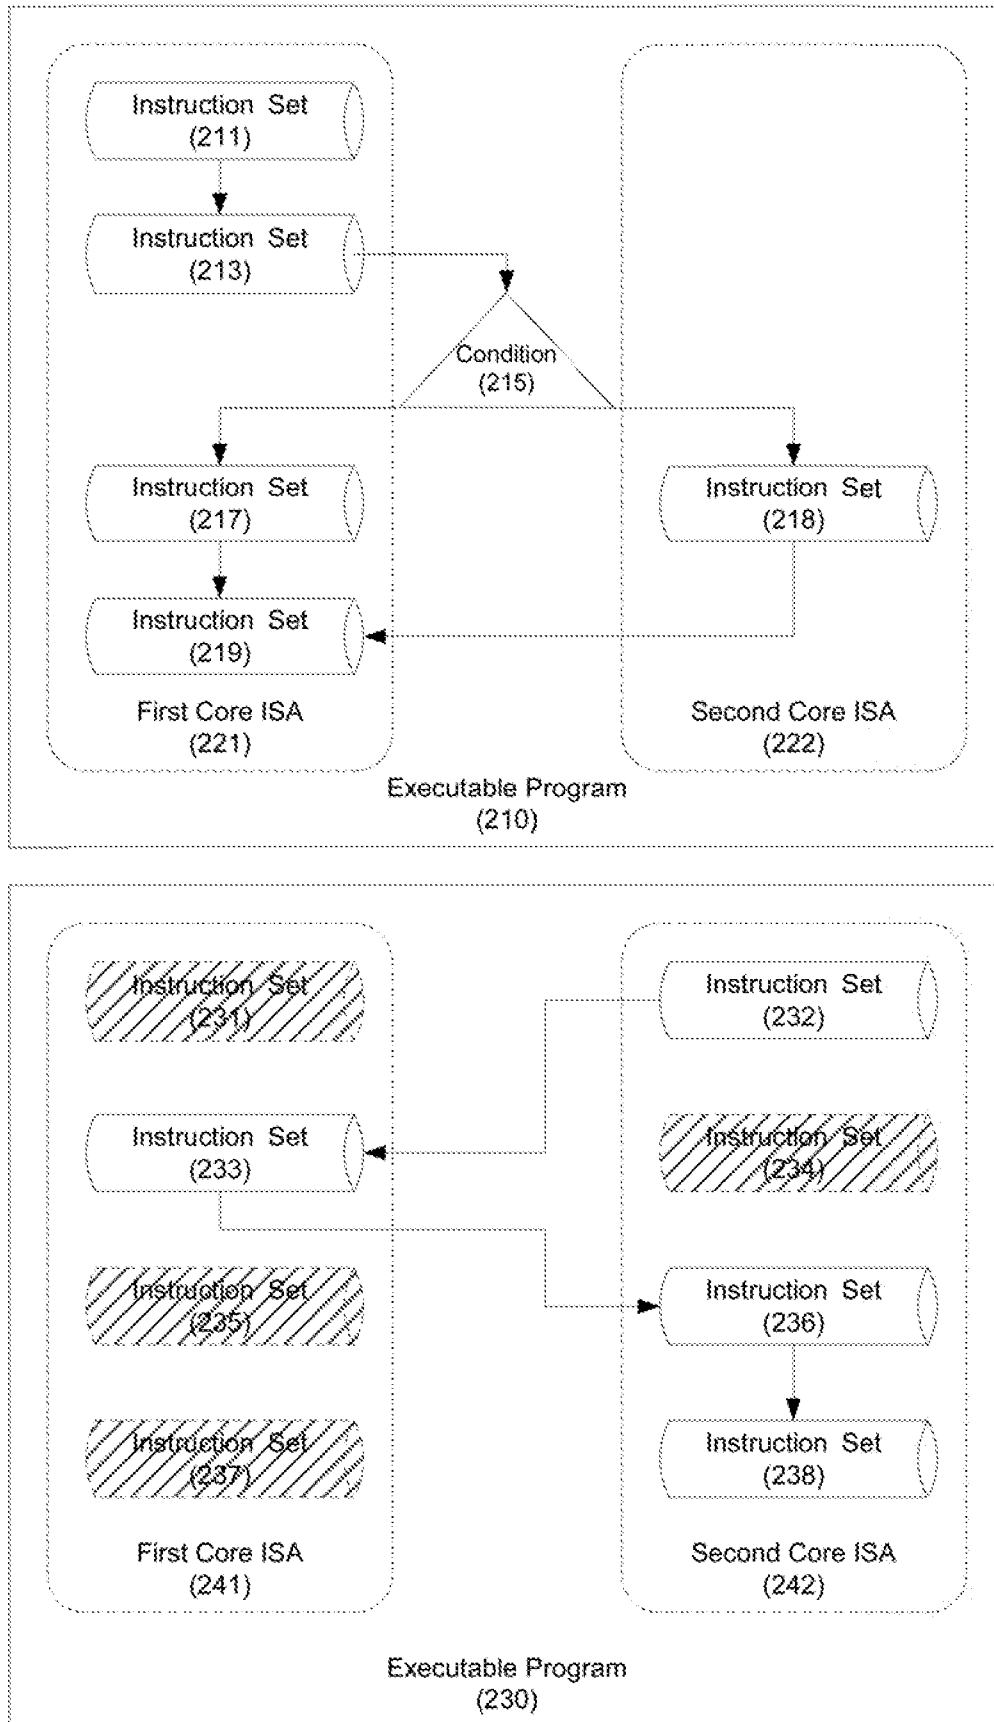 Instruction Set
(211)
Instruction Set
(213)
Condition
(215)
Instruction Set
(217)
Instruction Set
(218)
Instruction Set
(219)
First Core ISA
(221)
Second Core ISA
(222)
Executable Program
(210)
Instruction Set
(231)
Instruction Set
(232)
Instruction Set
(233)
Instruction Set
(234)
Instruction Set
(235)
Instruction Set
(236)
Instruction Set
(237)
Instruction Set
(238)
First Core ISA
(241)
Second Core ISA
(242)
Executable Program
(230)